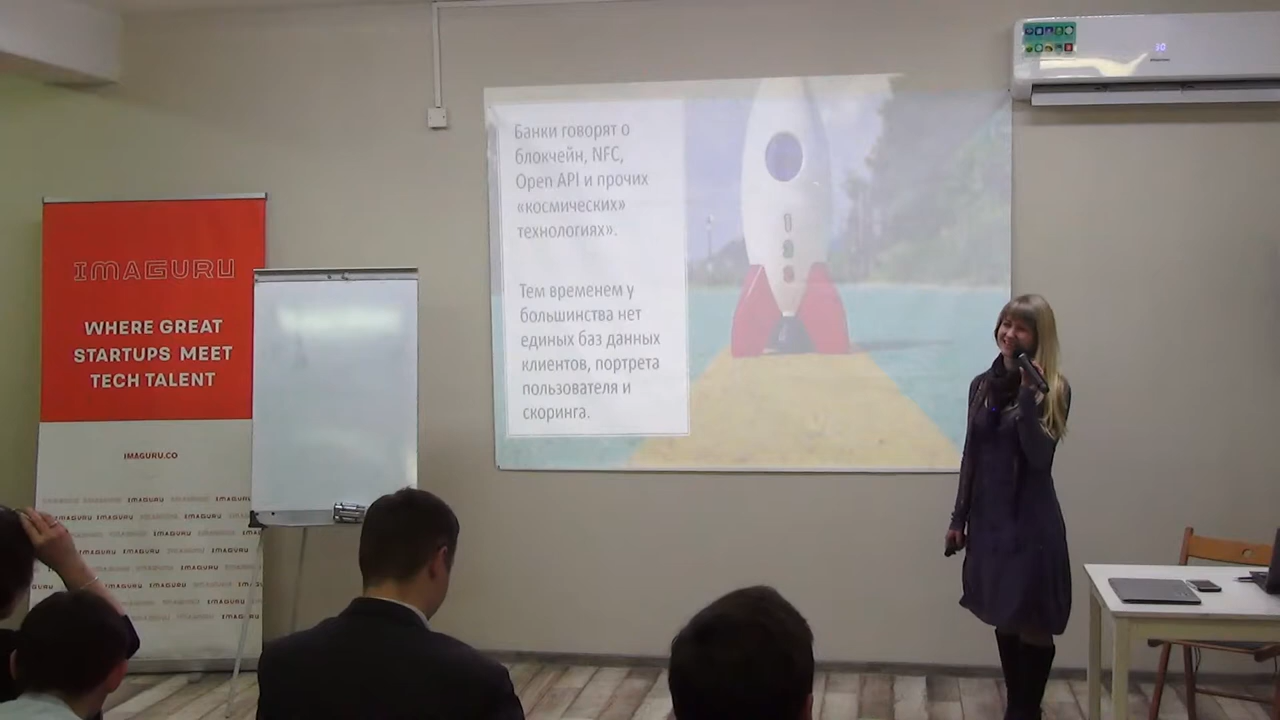 Банки говорят о
блокчейн, NFC,
Open API и прочих
«космических»
технологиях».
Тем временем у
большинства нет
единых баз данных
клиентов, портрета
пользователя и
скоринга.
IMAGURU
WHERE GREAT
STARTUPS MEET
TECH TALENT
IMAGURU.CO